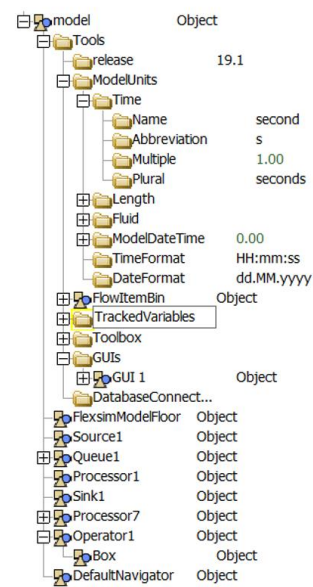 model Object
Tools
release 19.1
ModelUnits
Time
Name second
Abbreviation s
Multiple 1.00
Plural seconds
Length
Fluid
ModelDateTime 0.00
TimeFormat HH:mm:ss
DateFormat dd.MM.yyyy
FlowItemBin Object
TrackedVariables
Toolbox
GUIs
GUI 1 Object
DatabaseConnect...
FlexsimModelFloor Object
Source1 Object
Queue1 Object
Processor1 Object
Sink1 Object
Processor7 Object
Operator1 Object
Box Object
DefaultNavigator Object